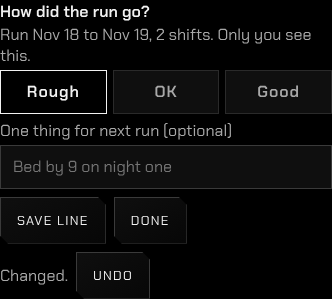 How did the run go?
Run Nov 18 to Nov 19, 2 shifts. Only you see
this.
Rough OK Good
One thing for next run (optional)
Bed by 9 on night one
SAVE LINE DONE
Changed. UNDO